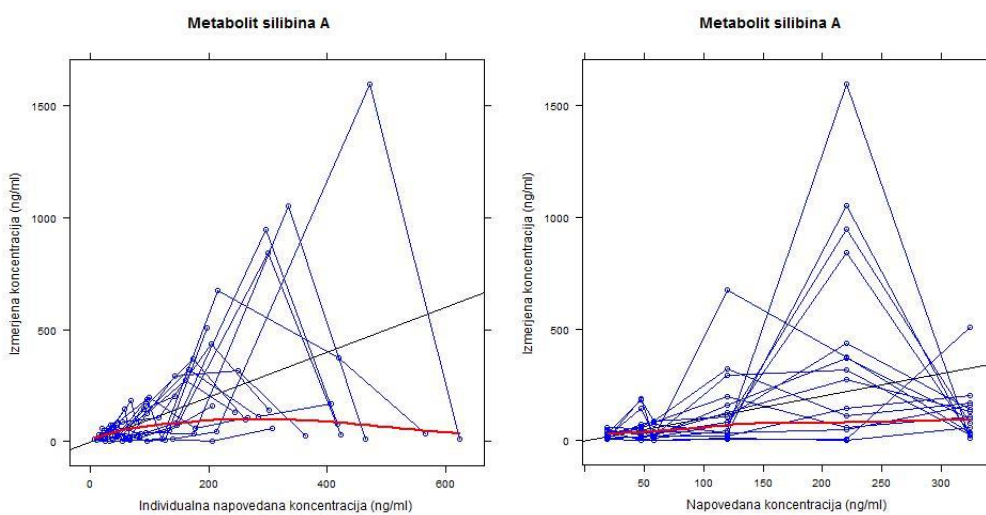 Metabolit silibina A
1500
1000
500
0
Izmerjena koncentracija (ng/ml)
0 200 400 600
Individualna napovedana koncentracija (ng/ml)
Metabolit silibina A
1500
1000
500
0
Izmerjena koncentracija (ng/ml)
50 100 150 200 250 300
Napovedana koncentracija (ng/ml)